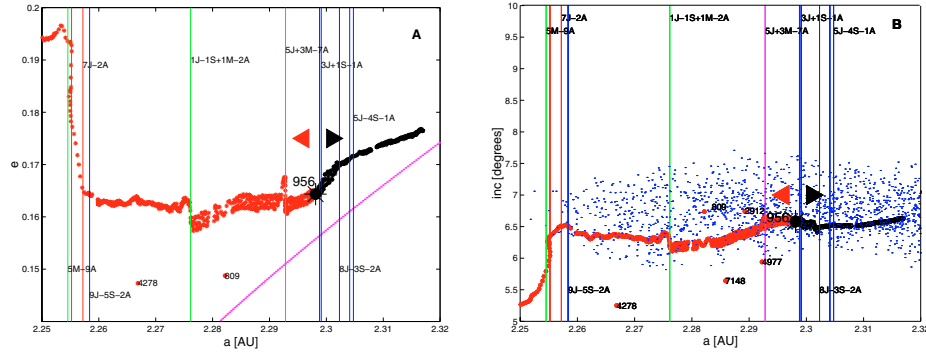 A
7J-2A
1J-1S+1M-2A
5J+3M-7A
3J+1S-1A
5J-4S-1A
956
5M-9A
9J-5S-2A
8J-3S-2A
4278
809
0.2
0.19
0.18
0.17
0.16
0.15
e
2.25
2.26
2.27
2.28
2.29
2.3
2.31
2.32
a [AU]
B
7J-2A
5M-9A
1J-1S+1M-2A
5J+3M-7A
3J+1S-1A
5J-4S-1A
809
2912
956
4977
7148
4278
9J-5S-2A
8J-3S-2A
10
9.5
9
8.5
8
7.5
7
6.5
6
5.5
5
inc [degrees]
2.25
2.26
2.27
2.28
2.29
2.3
2.31
2.32
a [AU]